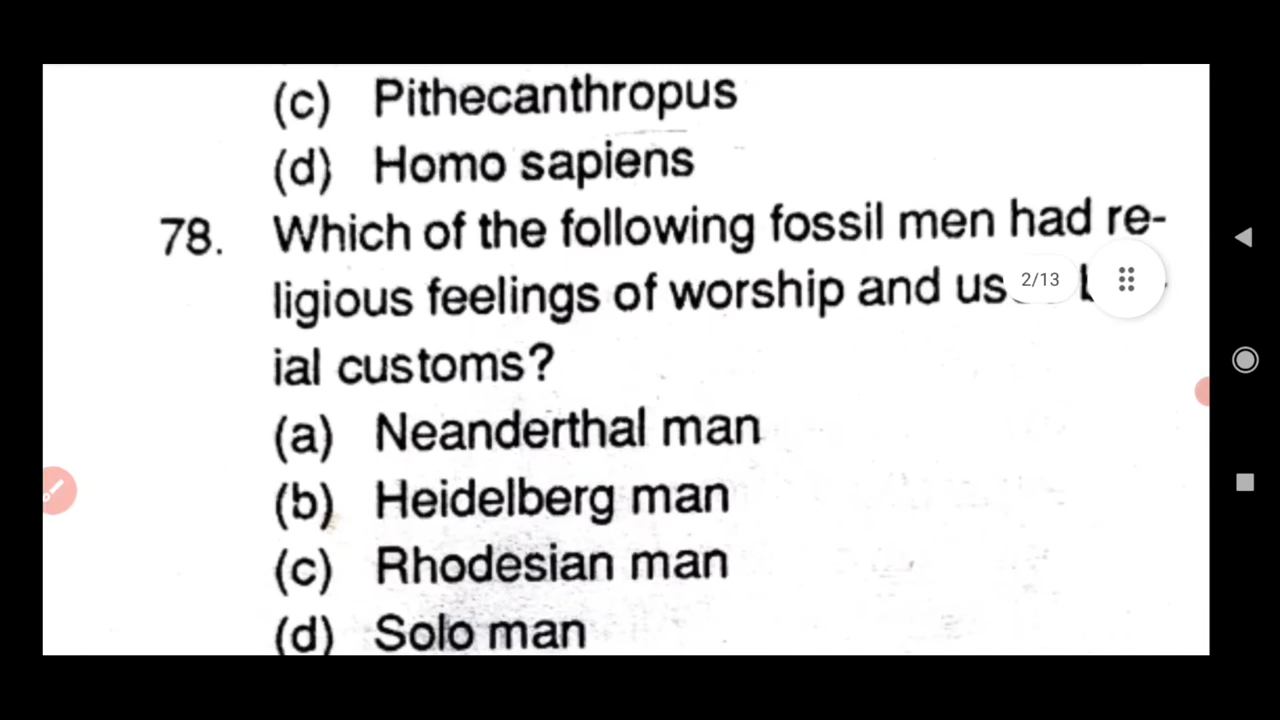 (c) Pithecanthropus
(d) Homo sapiens
78. Which of the following fossil men had re-
ligious feelings of worship and us
2/13
ial customs?
(a) Neanderthal man
(b) Heidelberg man
(c) Rhodesian man
(d) Solo man